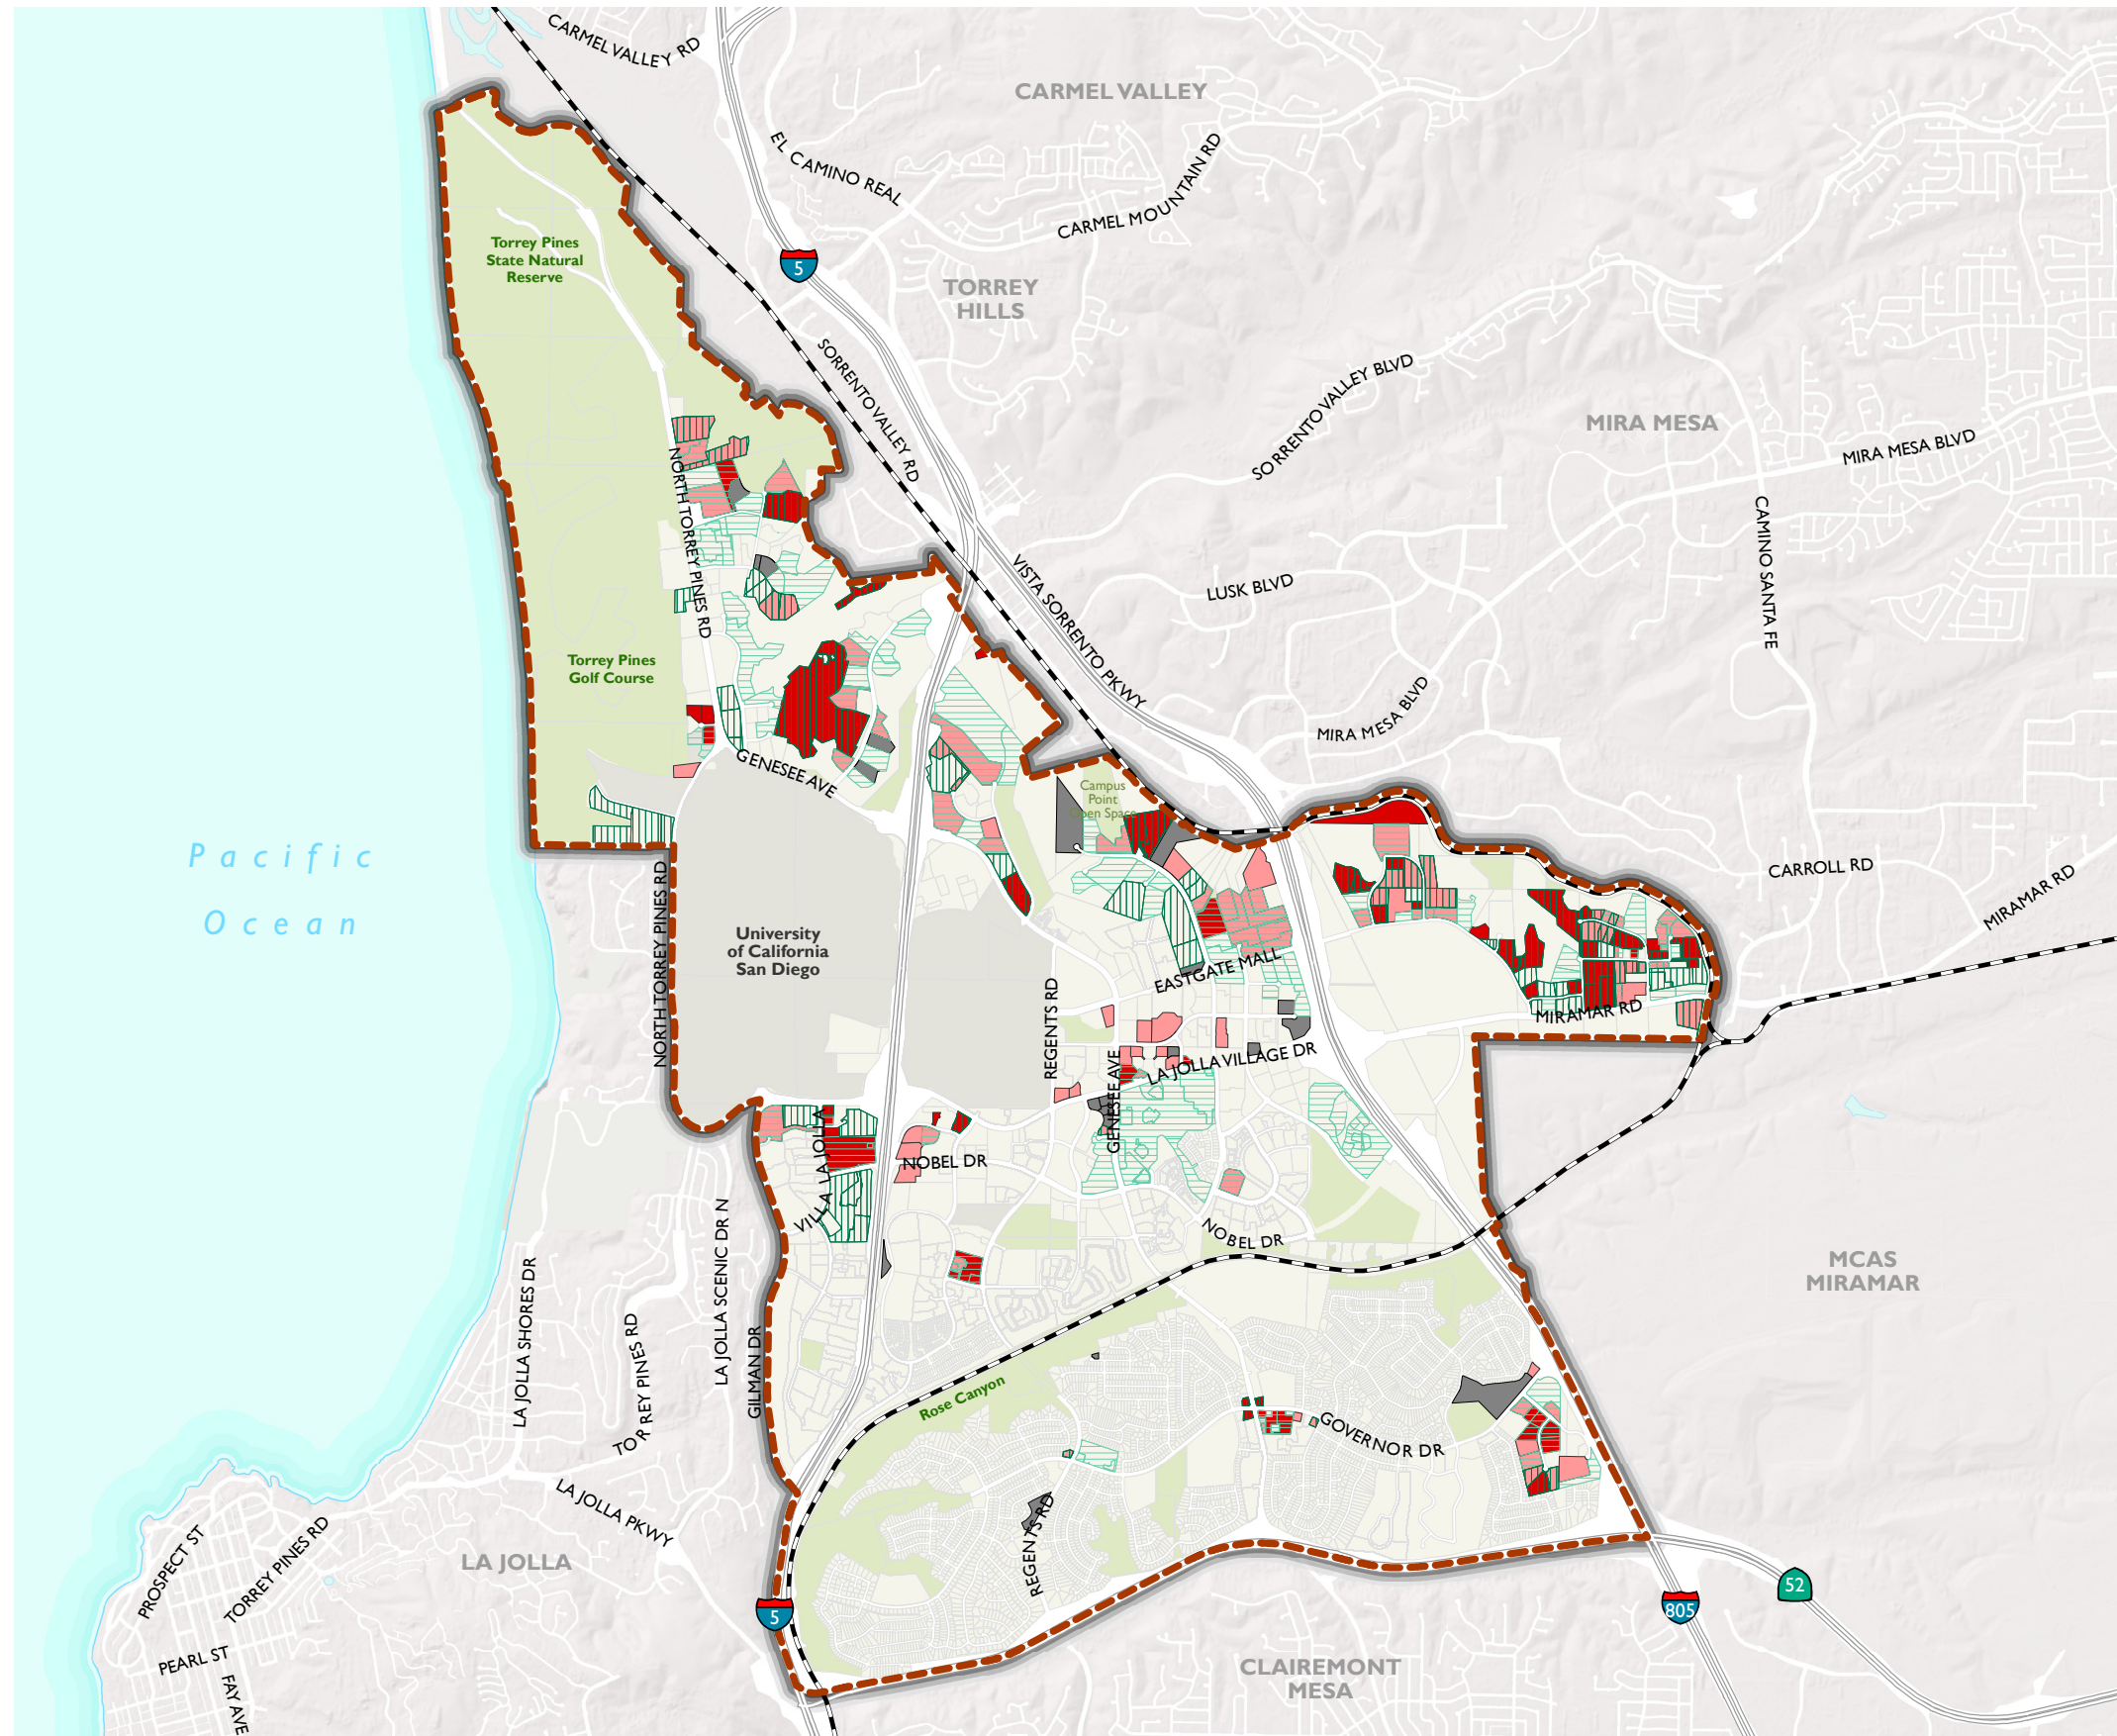 CARMEL VALLEY RD
CARMEL VALLEY
EL CAMINO REAL
CARMEL MOUNTAIN RD
Torrey Pines
State Natural
Reserve
5
TORREY
HILLS
SORRENTO VALLEY RD
SORRENTO VALLEY BLVD
MIRA MESA
MIRA MESA BLVD
NORTH TORREY PINES RD
CAMINO SANTA FE
VISTA SORRENTO PKWY
LUSK BLVD
Torrey Pines
Golf Course
MIRA MESA BLVD
GENESEE AVE
Campus
Point
Open Space
Pacific
Ocean
CARROLL RD
MIRAMAR RD
University
of California
San Diego
NORTH TORREY PINES RD
EASTGATE MALL
REGENTS RD
MIRAMAR RD
GENESEE AVE
LA JOLLA VILLAGE DR
VILLA LA JOLLA
NOBEL DR
NOBEL DR
MCAS
MIRAMAR
LA JOLLA SHORES DR
LA JOLLA SCENIC DR N
TORREY PINES RD
GILMAN DR
Rose Canyon
GOVERNOR DR
REGENTS RD
LA JOLLA PKWY
PROSPECT ST
TORREY PINES RD
LA JOLLA
5
805
52
PEARL ST
FAY AVE
CLAIREMONT
MESA